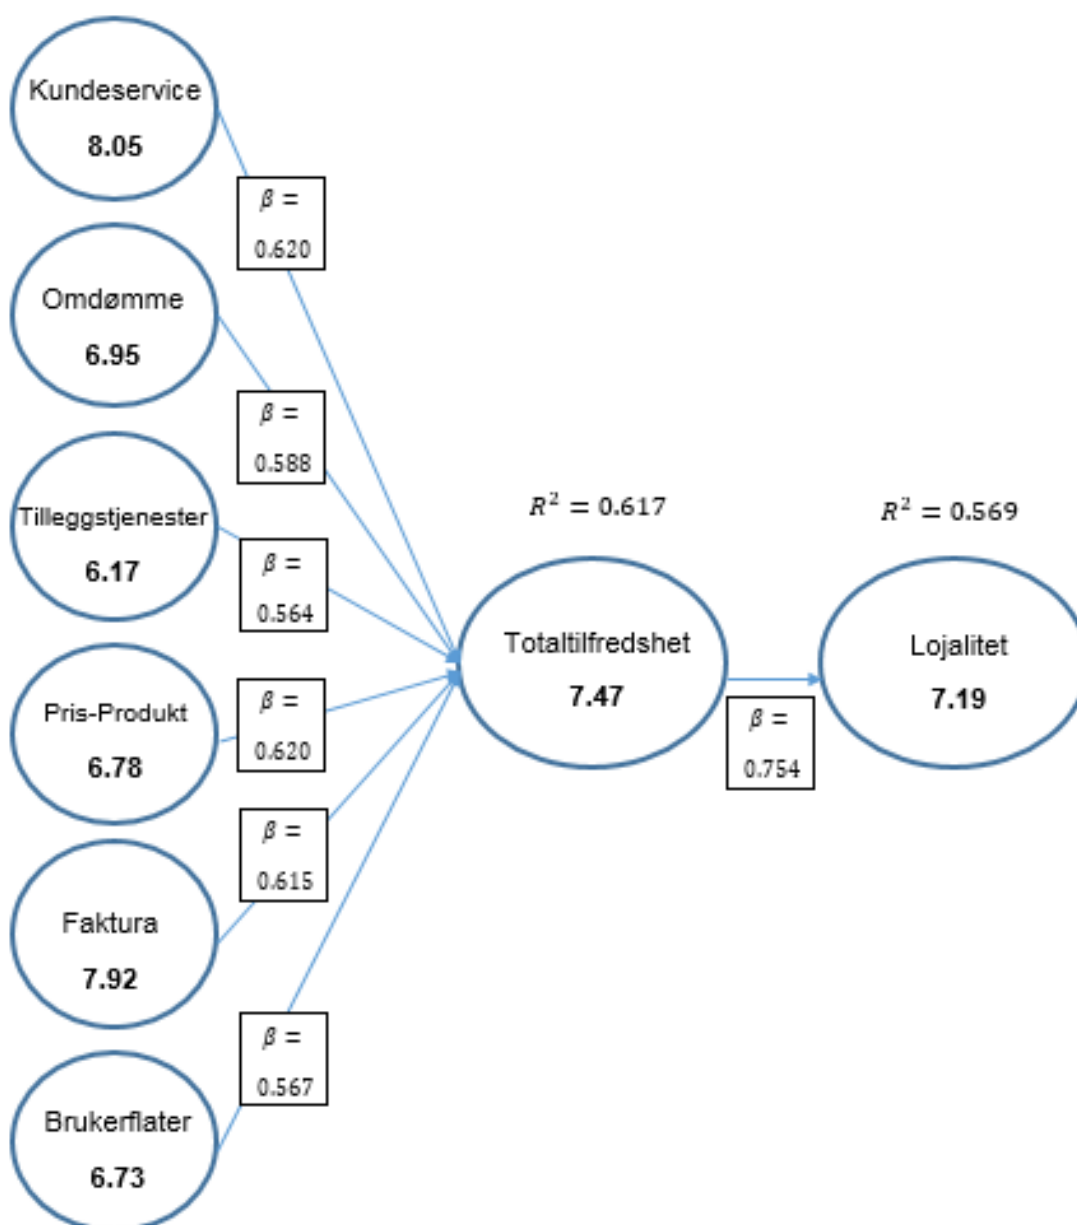 Kundeservice
8.05
β =
0.620
Omdømme
6.95
β =
0.588
Tilleggstjenester
6.17
β =
0.564
Pris-Produkt
6.78
β =
0.620
Faktura
7.92
β =
0.615
Brukerflater
6.73
β =
0.567
R² = 0.617
Totaltilfredshet
7.47
β =
0.754
R² = 0.569
Lojalitet
7.19